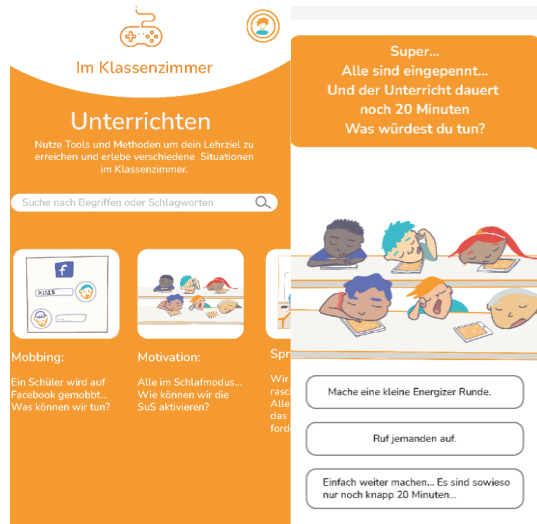 Im Klassenzimmer
Unterrichten
Nutze Tools und Methoden um dein Lehrziel zu
erreichen und erlebe verschiedene Situationen
im Klassenzimmer.
Suche nach Begriffen oder Schlagworten
f
Mobbing:
Ein Schüler wird auf
Facebook gemobbt...
Was können wir tun?
Motivation:
Alle im Schlafmodus...
Wie können wir die
SuS aktivieren?
Spr
Wir
rasc
Alle
das
ford
Super...
Alle sind eingepennt...
Und der Unterricht dauert
noch 20 Minuten
Was würdest du tun?
Mache eine kleine Energizer Runde.
Ruf jemanden auf.
Einfach weiter machen... Es sind sowieso
nur noch knapp 20 Minuten...